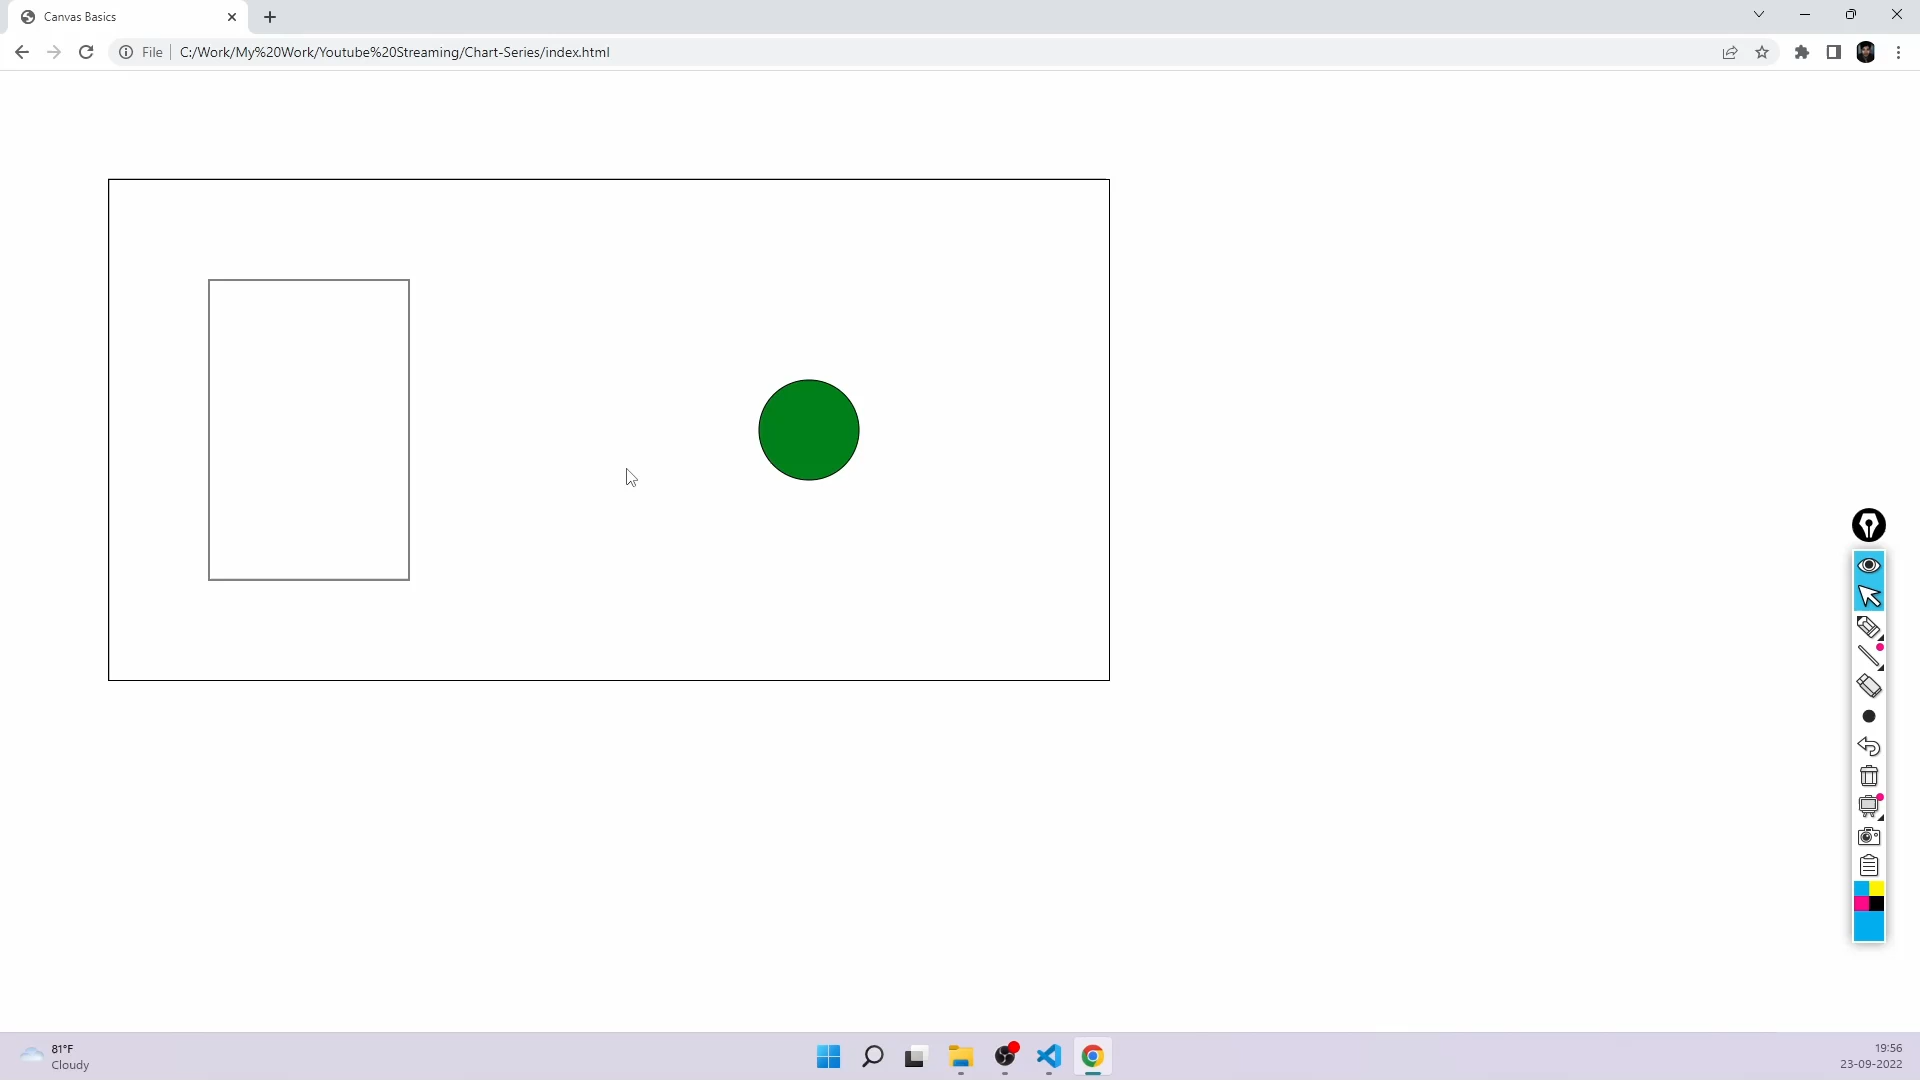 Canvas Basics
File
C:/Work/My%20Work/Youtube%20Streaming/Chart-Series/index.html
81°F
Cloudy
19:56
23-09-2022